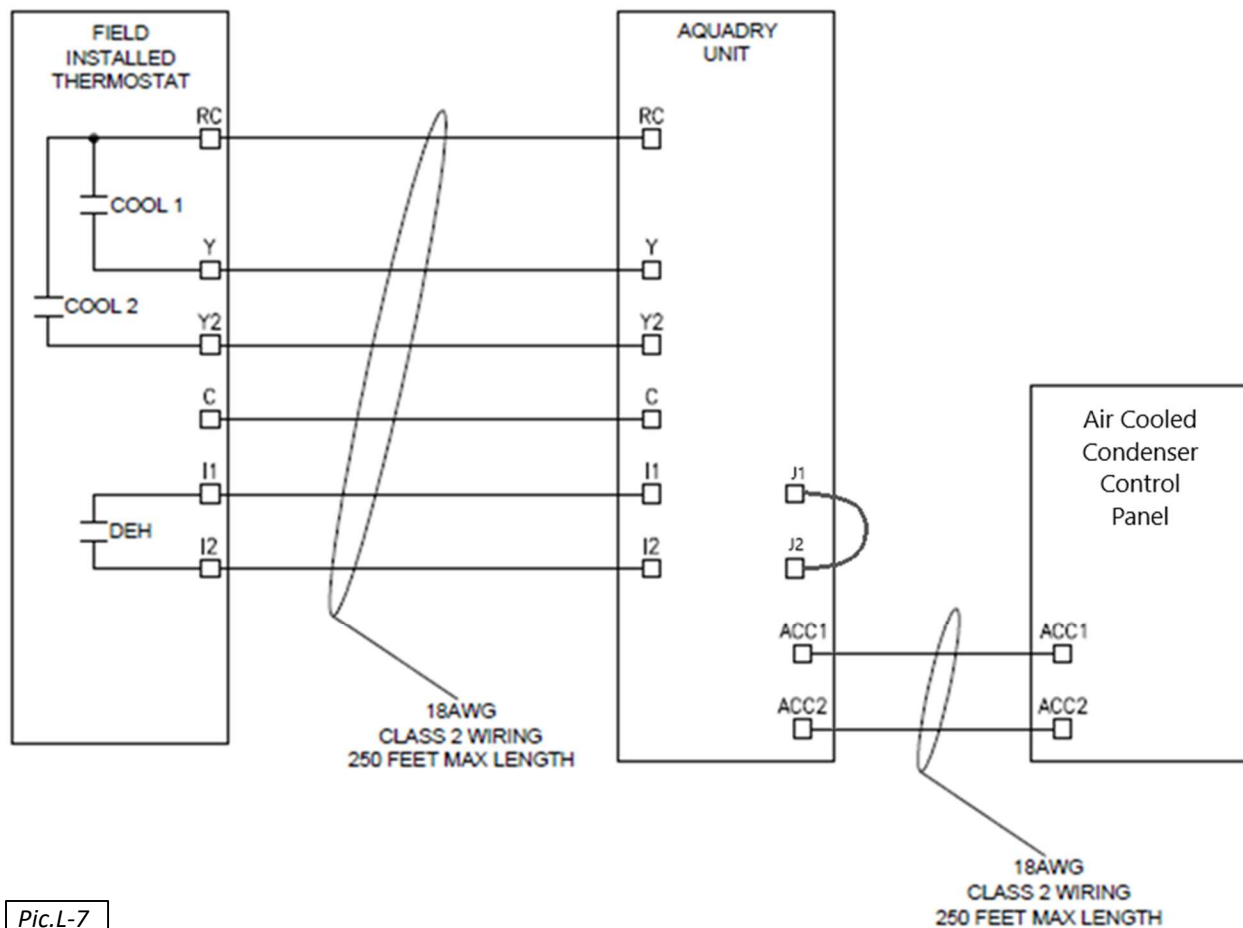 FIELD
INSTALLED
THERMOSTAT
RC
COOL 1
Y
COOL 2
Y2
C
I1
DEH
I2
18AWG
CLASS 2 WIRING
250 FEET MAX LENGTH
AQUADRY
UNIT
RC
Y
Y2
C
I1
I2
J1
J2
ACC1
ACC2
Air Cooled
Condenser
Control
Panel
ACC1
ACC2
18AWG
CLASS 2 WIRING
250 FEET MAX LENGTH
Pic.L-7